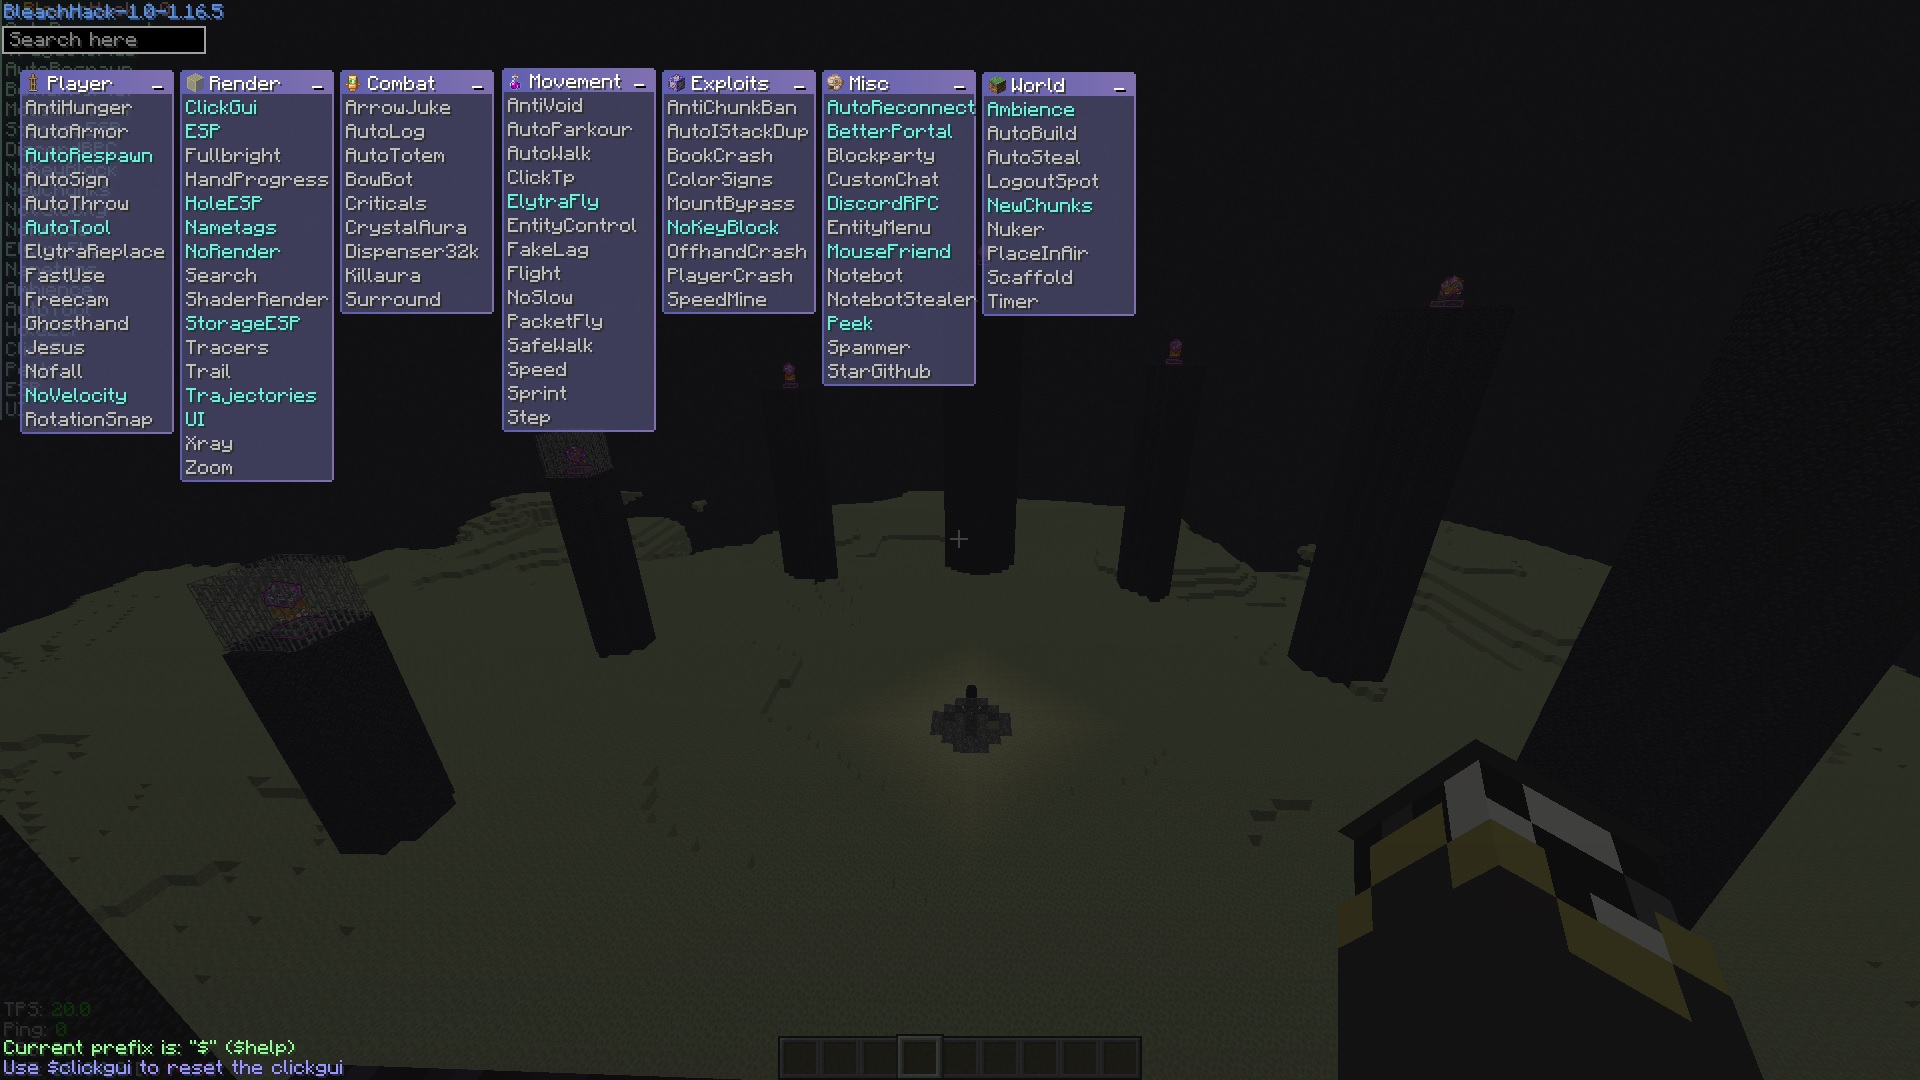 BleachHack-1.0-1.16.5
Search here
Player
AntiHunger
AutoArmor
AutoRespawn
AutoSign
AutoThrow
AutoTool
ElytraReplace
FastUse
Freecam
Ghosthand
Jesus
Nofall
NoVelocity
RotationSnap
Render
ClickGui
ESP
Fullbright
HandProgress
HoleESP
Nametags
NoRender
Search
ShaderRender
StorageESP
Tracers
Trail
Trajectories
UI
Xray
Zoom
Combat
ArrowJuke
AutoLog
AutoTotem
BowBot
Criticals
CrystalAura
Dispenser32k
Killaura
Surround
Movement
AntiVoid
AutoParkour
AutoWalk
ClickTp
ElytraFly
EntityControl
FakeLag
Flight
NoSlow
PacketFly
SafeWalk
Speed
Sprint
Step
Exploits
AntiChunkBan
AutoIStackDup
BookCrash
ColorSigns
MountBypass
NoKeyBlock
OffhandCrash
PlayerCrash
SpeedMine
Misc
AutoReconnect
BetterPortal
Blockparty
CustomChat
DiscordRPC
EntityMenu
MouseFriend
Notebot
NotebotStealer
Peek
Spammer
StarGithub
World
Ambience
AutoBuild
AutoSteal
LogoutSpot
NewChunks
Nuker
PlaceInAir
Scaffold
Timer
TPS: 20.0
Ping: 0
Current prefix is: "$" ($help)
Use $clickgui to reset the clickgui